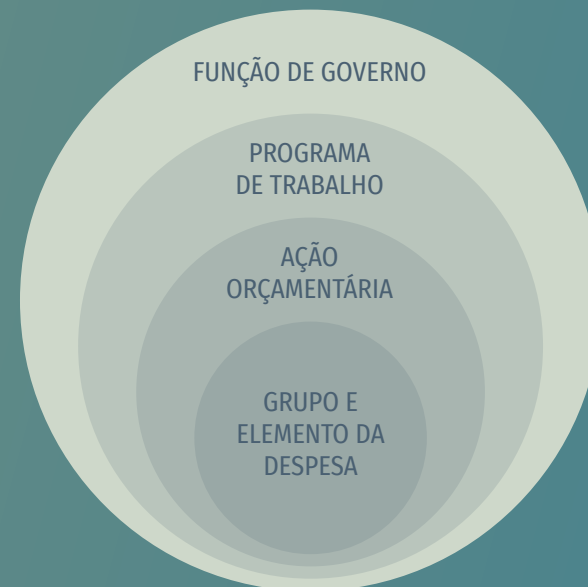 FUNÇÃO DE GOVERNO
PROGRAMA
DE TRABALHO
AÇÃO
ORÇAMENTÁRIA
GRUPO E
ELEMENTO DA
DESPESA